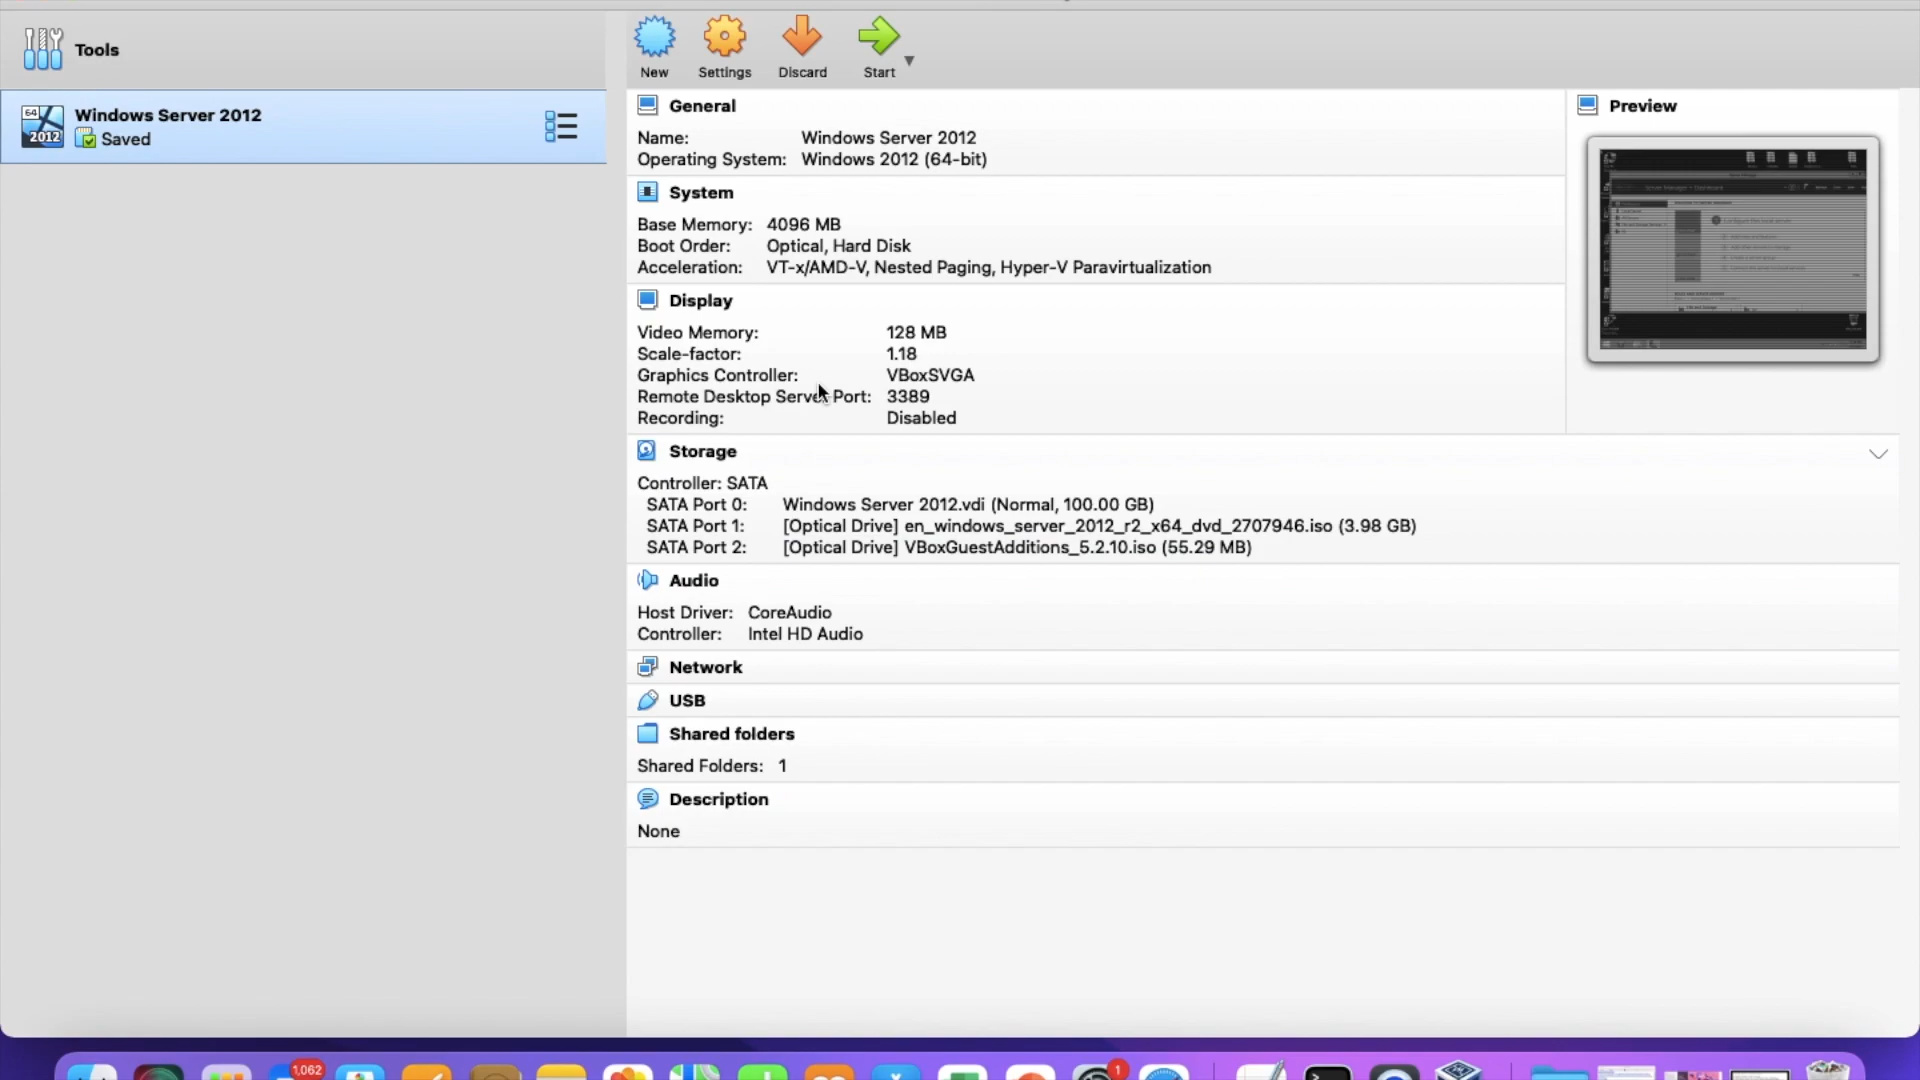 Tools
New
Settings
Discard
Start
64
2012
Windows Server 2012
Saved
General
Name: Windows Server 2012
Operating System: Windows 2012 (64-bit)
System
Base Memory: 4096 MB
Boot Order: Optical, Hard Disk
Acceleration: VT-x/AMD-V, Nested Paging, Hyper-V Paravirtualization
Display
Video Memory: 128 MB
Scale-factor: 1.18
Graphics Controller: VBoxSVGA
Remote Desktop Server Port: 3389
Recording: Disabled
Preview
Storage
Controller: SATA
SATA Port 0: Windows Server 2012.vdi (Normal, 100.00 GB)
SATA Port 1: [Optical Drive] en_windows_server_2012_r2_x64_dvd_2707946.iso (3.98 GB)
SATA Port 2: [Optical Drive] VBoxGuestAdditions_5.2.10.iso (55.29 MB)
Audio
Host Driver: CoreAudio
Controller: Intel HD Audio
Network
USB
Shared folders
Shared Folders: 1
Description
None
1,062
1